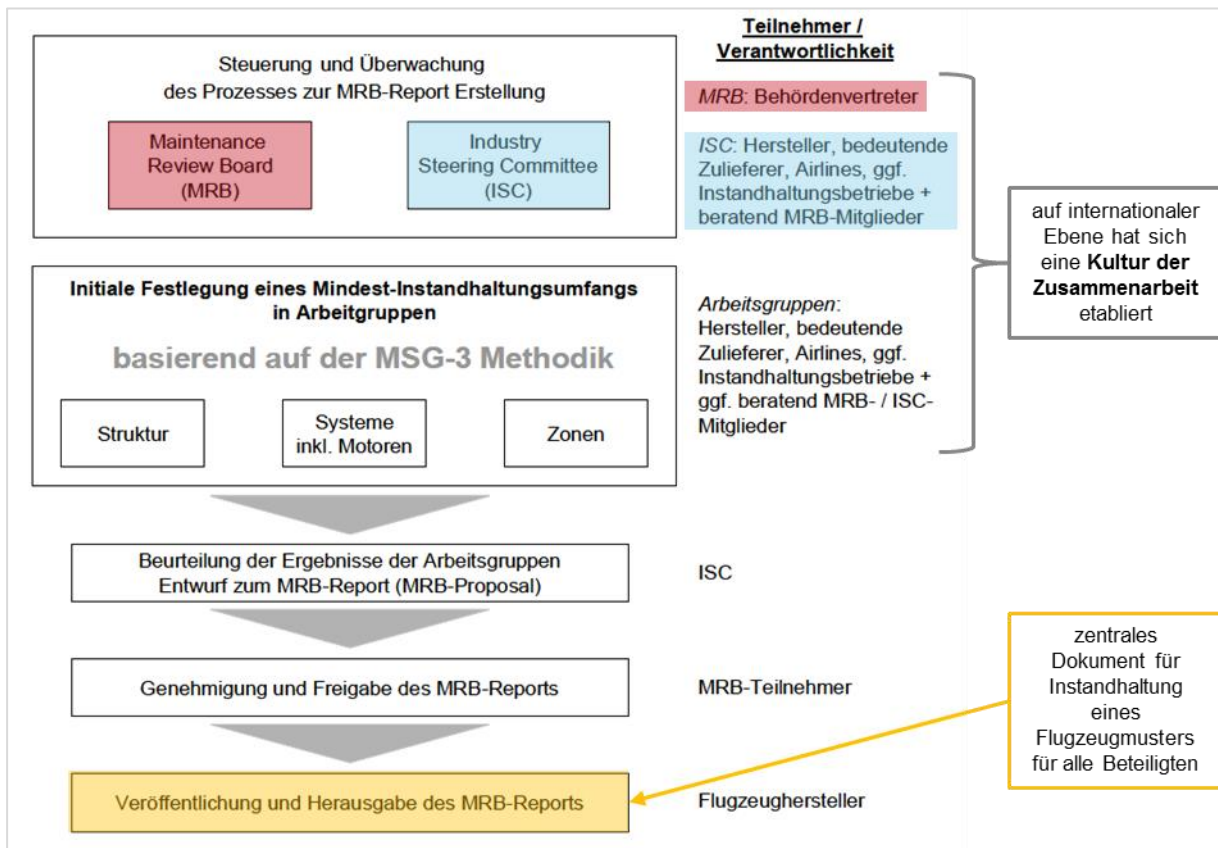 Teilnehmer /
Verantwortlichkeit
Steuerung und Überwachung
des Prozesses zur MRB-Report Erstellung
Maintenance
Review Board
(MRB)
Industry
Steering Committee
(ISC)
MRB: Behördenvertreter
ISC: Hersteller, bedeutende
Zulieferer, Airlines, ggf.
Instandhaltungsbetriebe +
beratend MRB-Mitglieder
auf internationaler
Ebene hat sich
eine Kultur der
Zusammenarbeit
etabliert
Initiale Festlegung eines Mindest-Instandhaltungsumfangs
in Arbeitgruppen
basierend auf der MSG-3 Methodik
Struktur
Systeme
inkl. Motoren
Zonen
Arbeitsgruppen:
Hersteller, bedeutende
Zulieferer, Airlines, ggf.
Instandhaltungsbetriebe +
ggf. beratend MRB- / ISC-
Mitglieder
Beurteilung der Ergebnisse der Arbeitsgruppen
Entwurf zum MRB-Report (MRB-Proposal)
ISC
Genehmigung und Freigabe des MRB-Reports
MRB-Teilnehmer
zentrales
Dokument für
Instandhaltung
eines
Flugzeugmusters
für alle Beteiligten
Veröffentlichung und Herausgabe des MRB-Reports
Flugzeughersteller